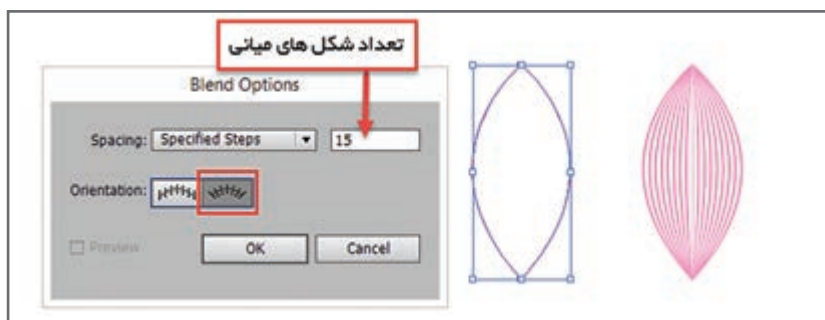 تعداد شکل های میانی
Blend Options
Spacing: Specified Steps 15
Orientation:
Preview
OK Cancel